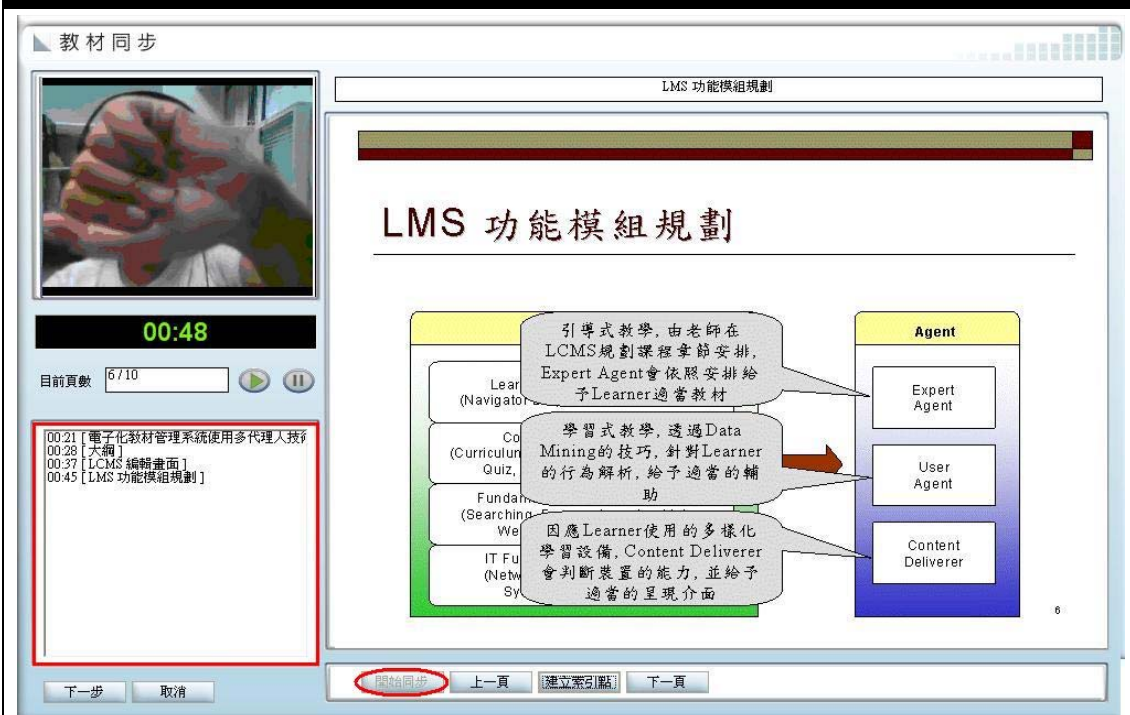 教材同步
LMS 功能模組規劃
00:48
目前頁數 6/10
00:21 [ 電子化教材管理系統使用多代理人技
00:28 [ 大綱 ]
00:37 [ LCMS 編輯畫面 ]
00:45 [ LMS 功能模組規劃 ]
下一步 取消
LMS 功能模組規劃
引導式教學, 由老師在
LCMS規劃課程章節安排,
Expert Agent會依照安排給
予Learner適當教材
學習式教學, 透過Data
Mining的技巧, 針對Learner
的行為解析, 給予適當的輔
助
因應Learner使用的多樣化
學習設備, Content Deliverer
會判斷裝置的能力, 並給予
適當的呈現介面
(Navigator
Quiz,
(Searching
IT
Agent
Expert
Agent
User
Agent
Content
Deliverer
6
開始同步 上一頁 建立索引點 下一頁